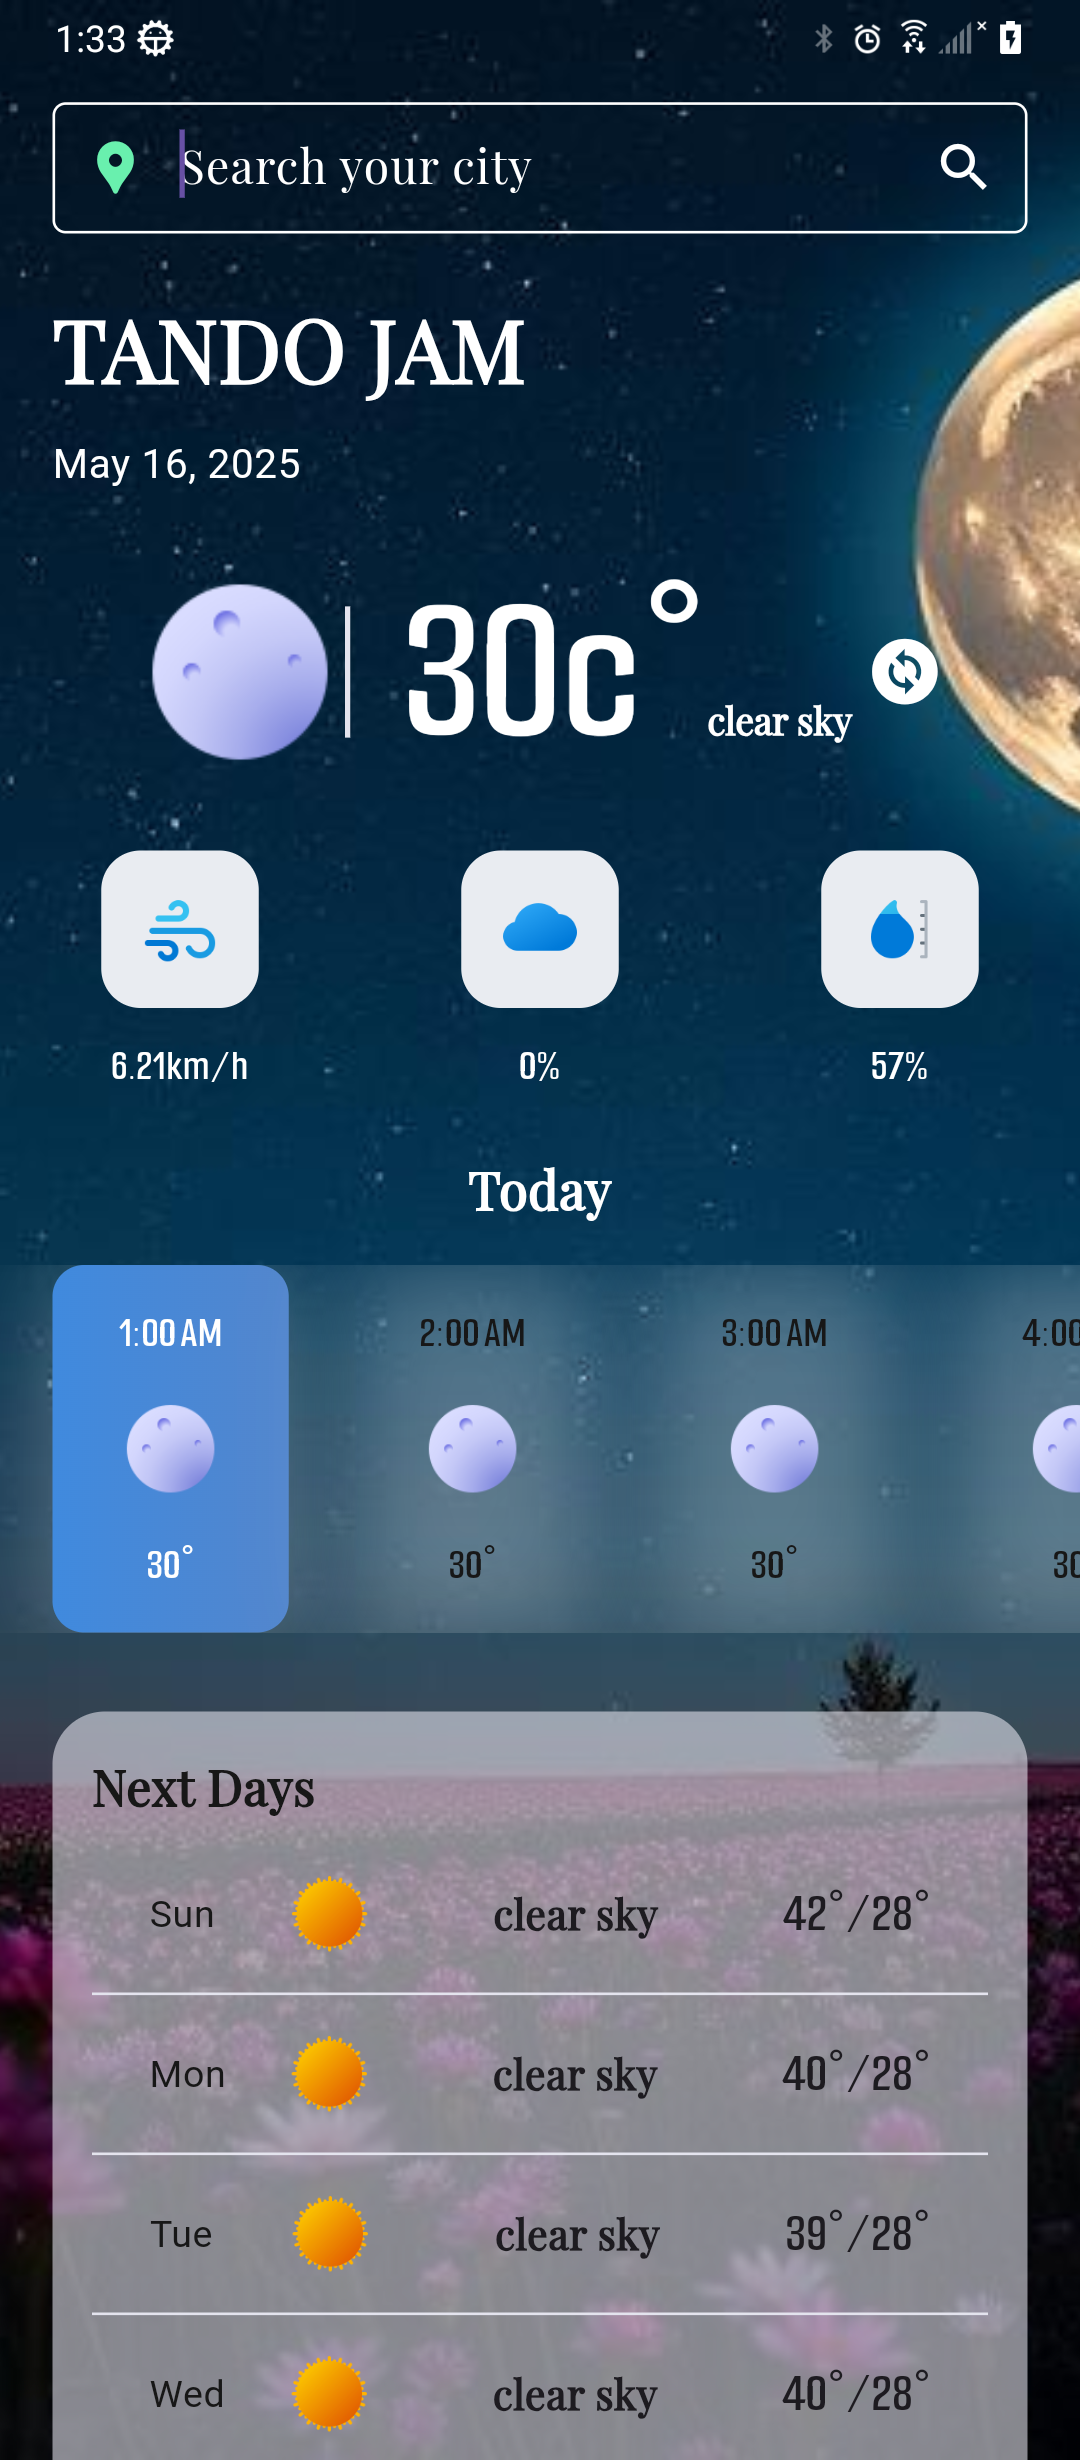 1:33
Search your city
TANDO JAM
May 16, 2025
30c°
clear sky
6.21km/h 0% 57%
Today
1:00 AM 2:00 AM 3:00 AM 4:00
30° 30° 30° 30
Next Days
Sun clear sky 42°/28°
Mon clear sky 40°/28°
Tue clear sky 39°/28°
Wed clear sky 40°/28°